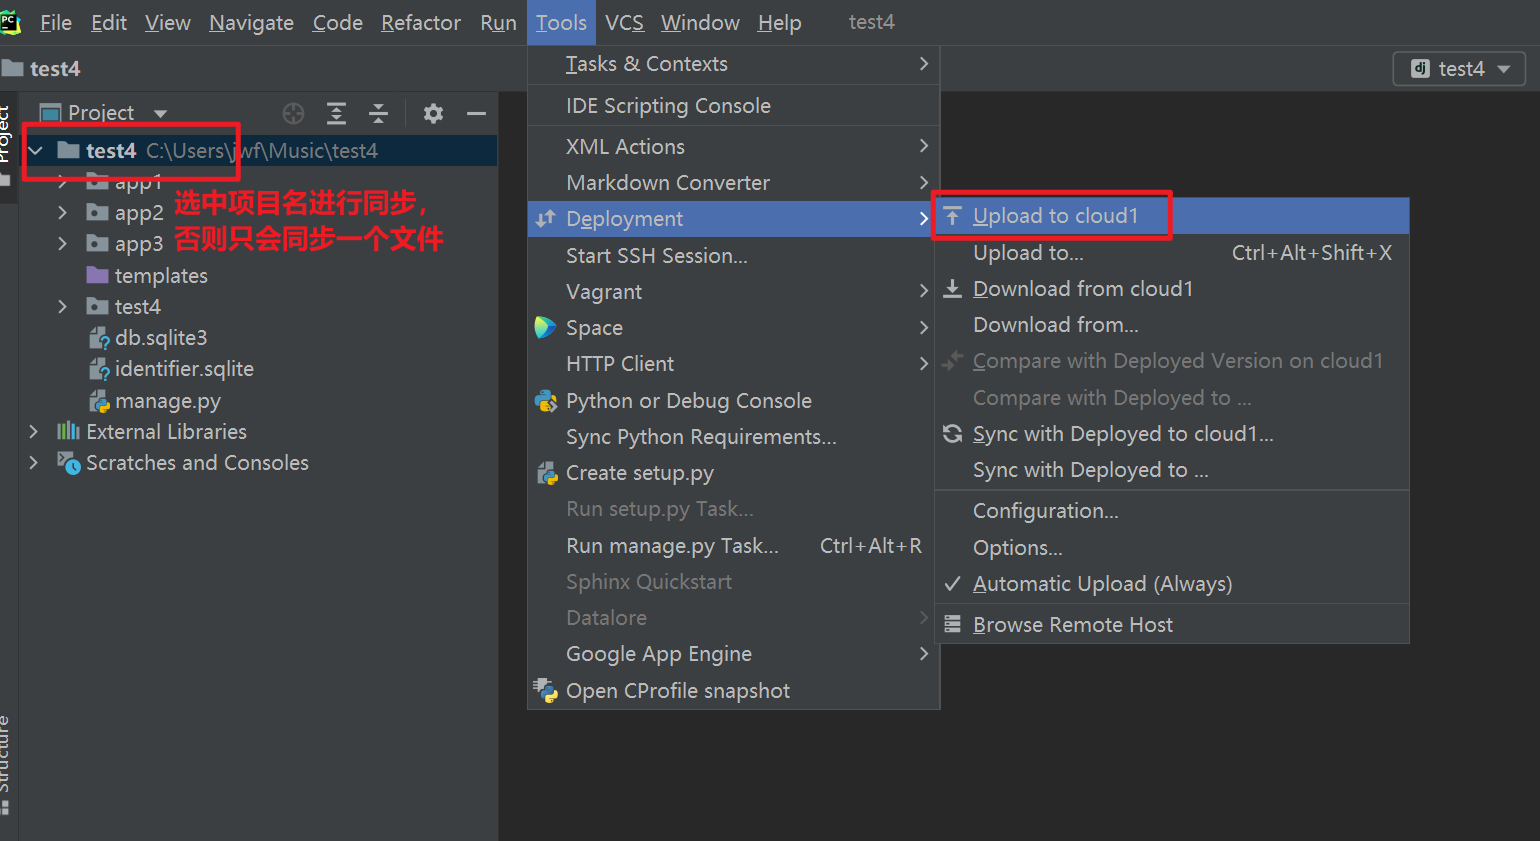 File Edit View Navigate Code Refactor Run Tools VCS Window Help test4
test4
test4
Project
Project
test4 C:\Users\jwf\Music\test4
app1
app2
app3
选中项目名进行同步，
否则只会同步一个文件
templates
test4
db.sqlite3
identifier.sqlite
manage.py
External Libraries
Scratches and Consoles
Structure
Tasks & Contexts
IDE Scripting Console
XML Actions
Markdown Converter
Deployment
Start SSH Session...
Vagrant
Space
HTTP Client
Python or Debug Console
Sync Python Requirements...
Create setup.py
Run setup.py Task...
Run manage.py Task... Ctrl+Alt+R
Sphinx Quickstart
Datalore
Google App Engine
Open CProfile snapshot
Upload to cloud1
Upload to... Ctrl+Alt+Shift+X
Download from cloud1
Download from...
Compare with Deployed Version on cloud1
Compare with Deployed to ...
Sync with Deployed to cloud1...
Sync with Deployed to ...
Configuration...
Options...
Automatic Upload (Always)
Browse Remote Host